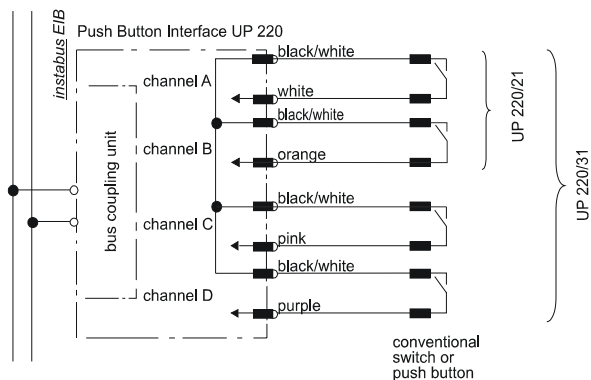 instabus EIB
Push Button Interface UP 220
bus coupling unit
channel A
channel B
channel C
channel D
black/white
white
black/white
orange
black/white
pink
black/white
purple
UP 220/21
UP 220/31
conventional
switch or
push button